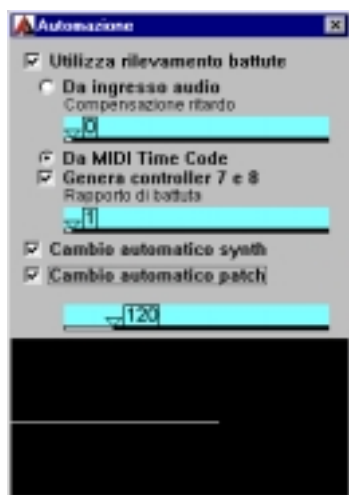 Automazione
Utilizza rilevamento battute
Da ingresso audio
Compensazione ritardo
0
Da MIDI Time Code
Genera controller 7 e 8
Rapporto di battuta
1
Cambio automatico synth
Cambio automatico patch
120